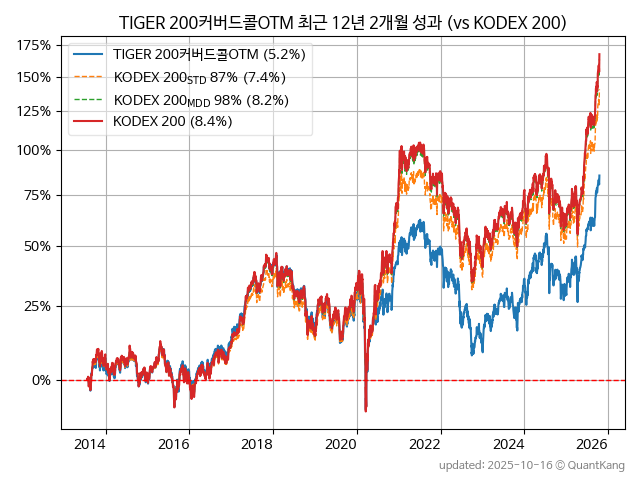 TIGER 200커버드콜OTM 최근 12년 2개월 성과 (vs KODEX 200)
175%
150%
125%
100%
75%
50%
25%
0%
TIGER 200커버드콜OTM (5.2%)
KODEX 200STD 87% (7.4%)
KODEX 200MDD 98% (8.2%)
KODEX 200 (8.4%)
2014 2016 2018 2020 2022 2024 2026
updated: 2025-10-16 © QuantKang